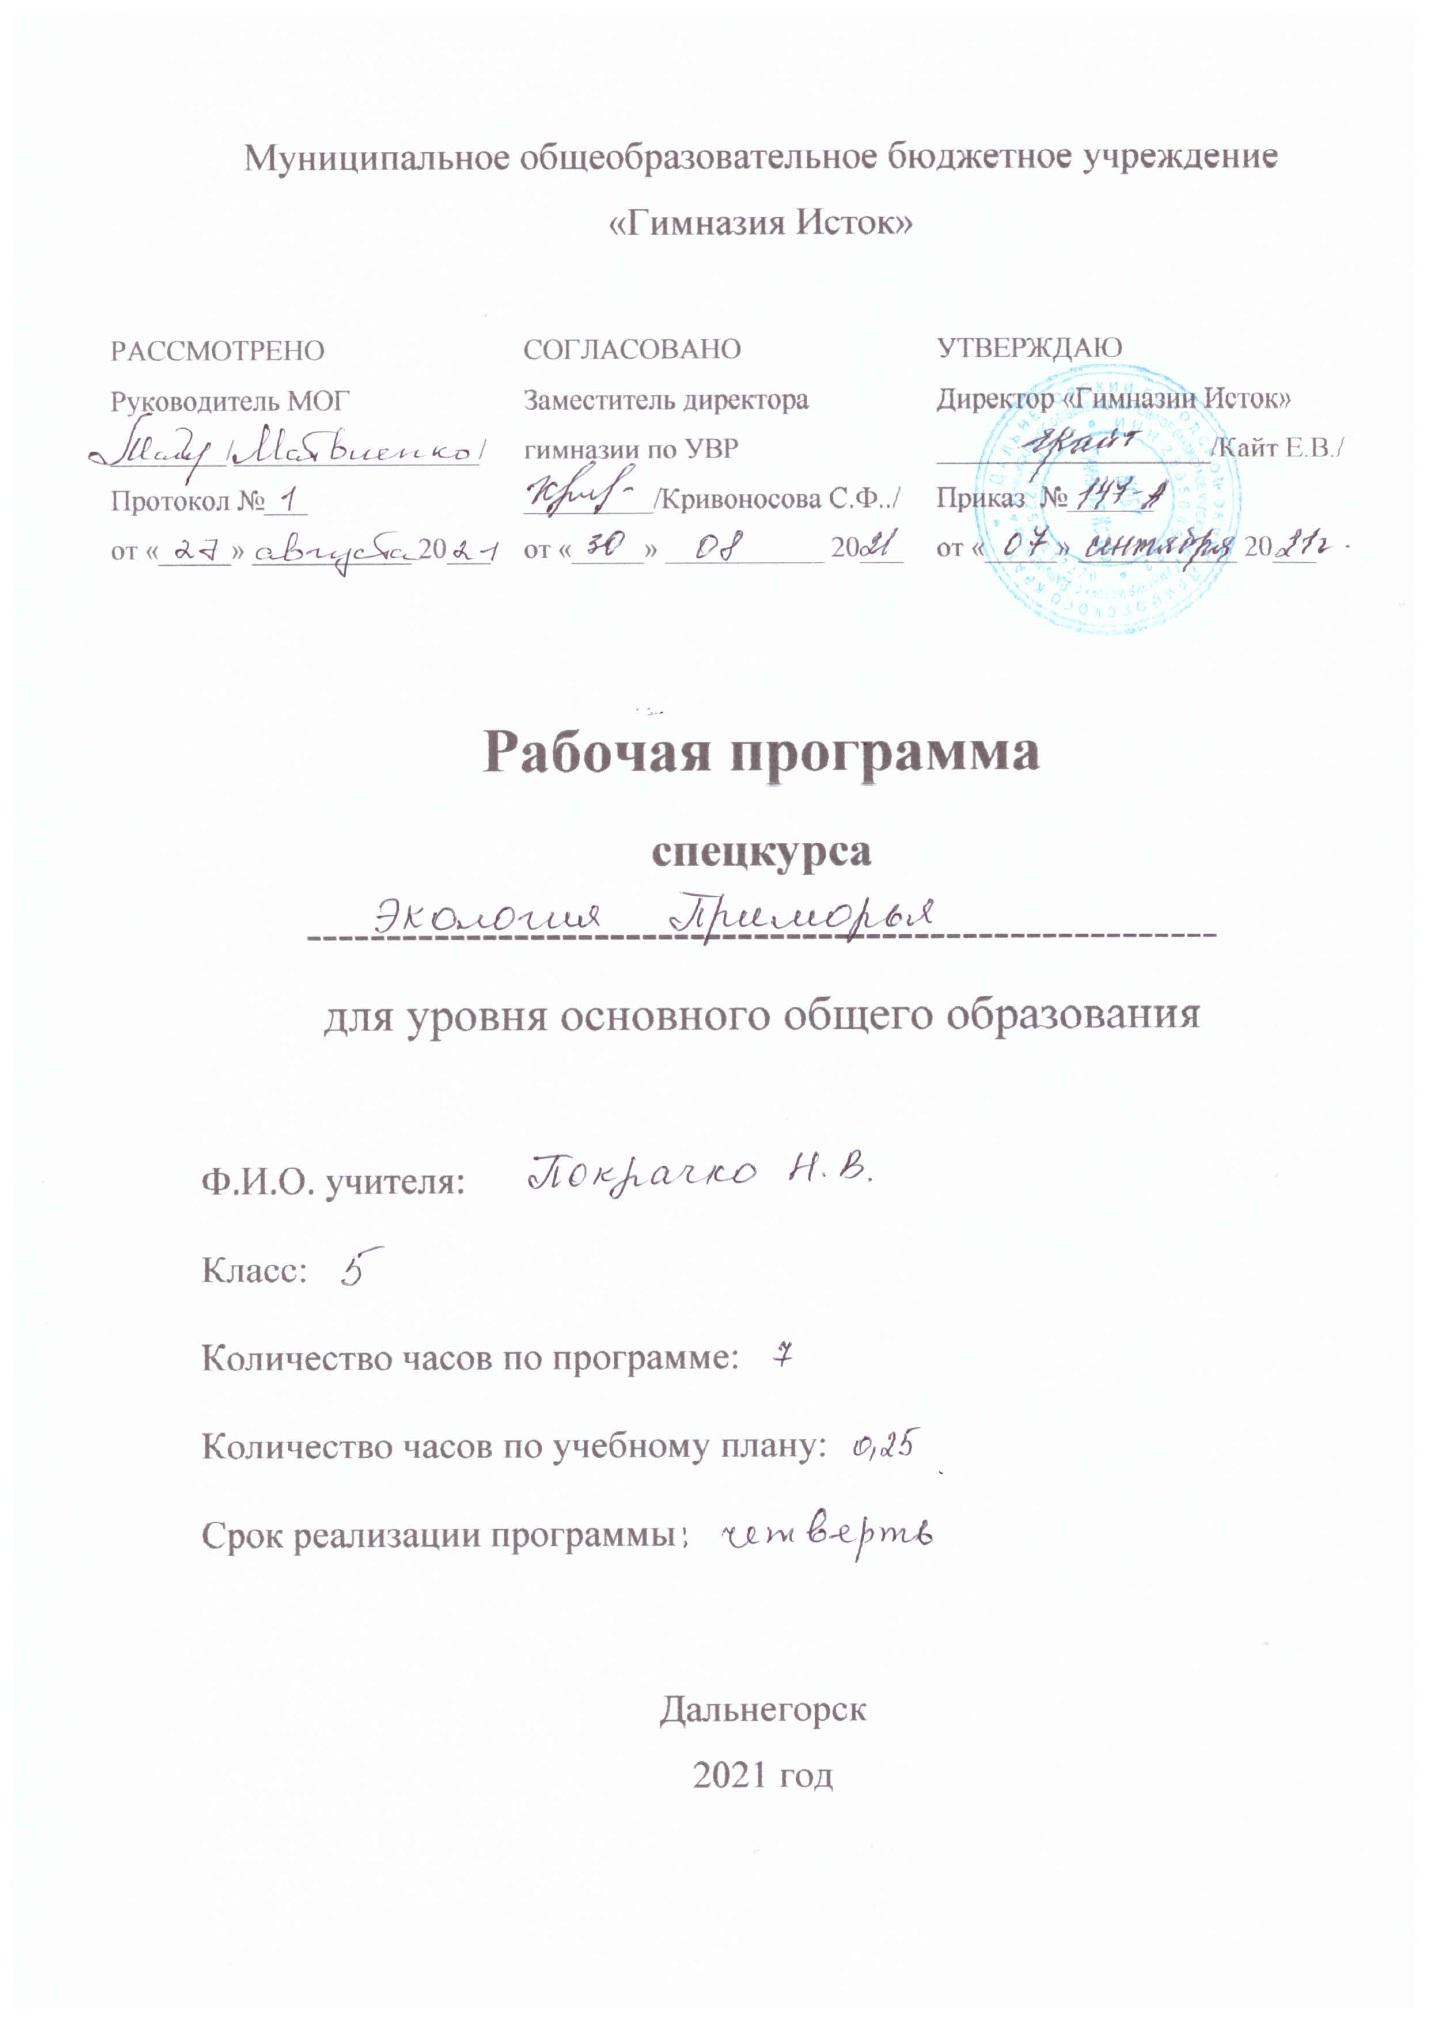 Муниципальное общеобразовательное бюджетное учреждение
«Гимназия Исток»
РАССМОТРЕНО
Руководитель МОГ
/Матвиенко/
Протокол № 1
от «27» августа 2021
СОГЛАСОВАНО
Заместитель директора
гимназии по УВР
/Кривоносова С.Ф../
от «30» 08 2021
УТВЕРЖДАЮ
Директор «Гимназии Исток»
/Кайт Е.В./
Приказ № 147-А
от «07» сентября 2021г.
Рабочая программа
спецкурса
Экология Приморья
для уровня основного общего образования
Ф.И.О. учителя: Покрачко Н.В.
Класс: 5
Количество часов по программе: 7
Количество часов по учебному плану: 0,25
Срок реализации программы: четверть
Дальнегорск
2021 год